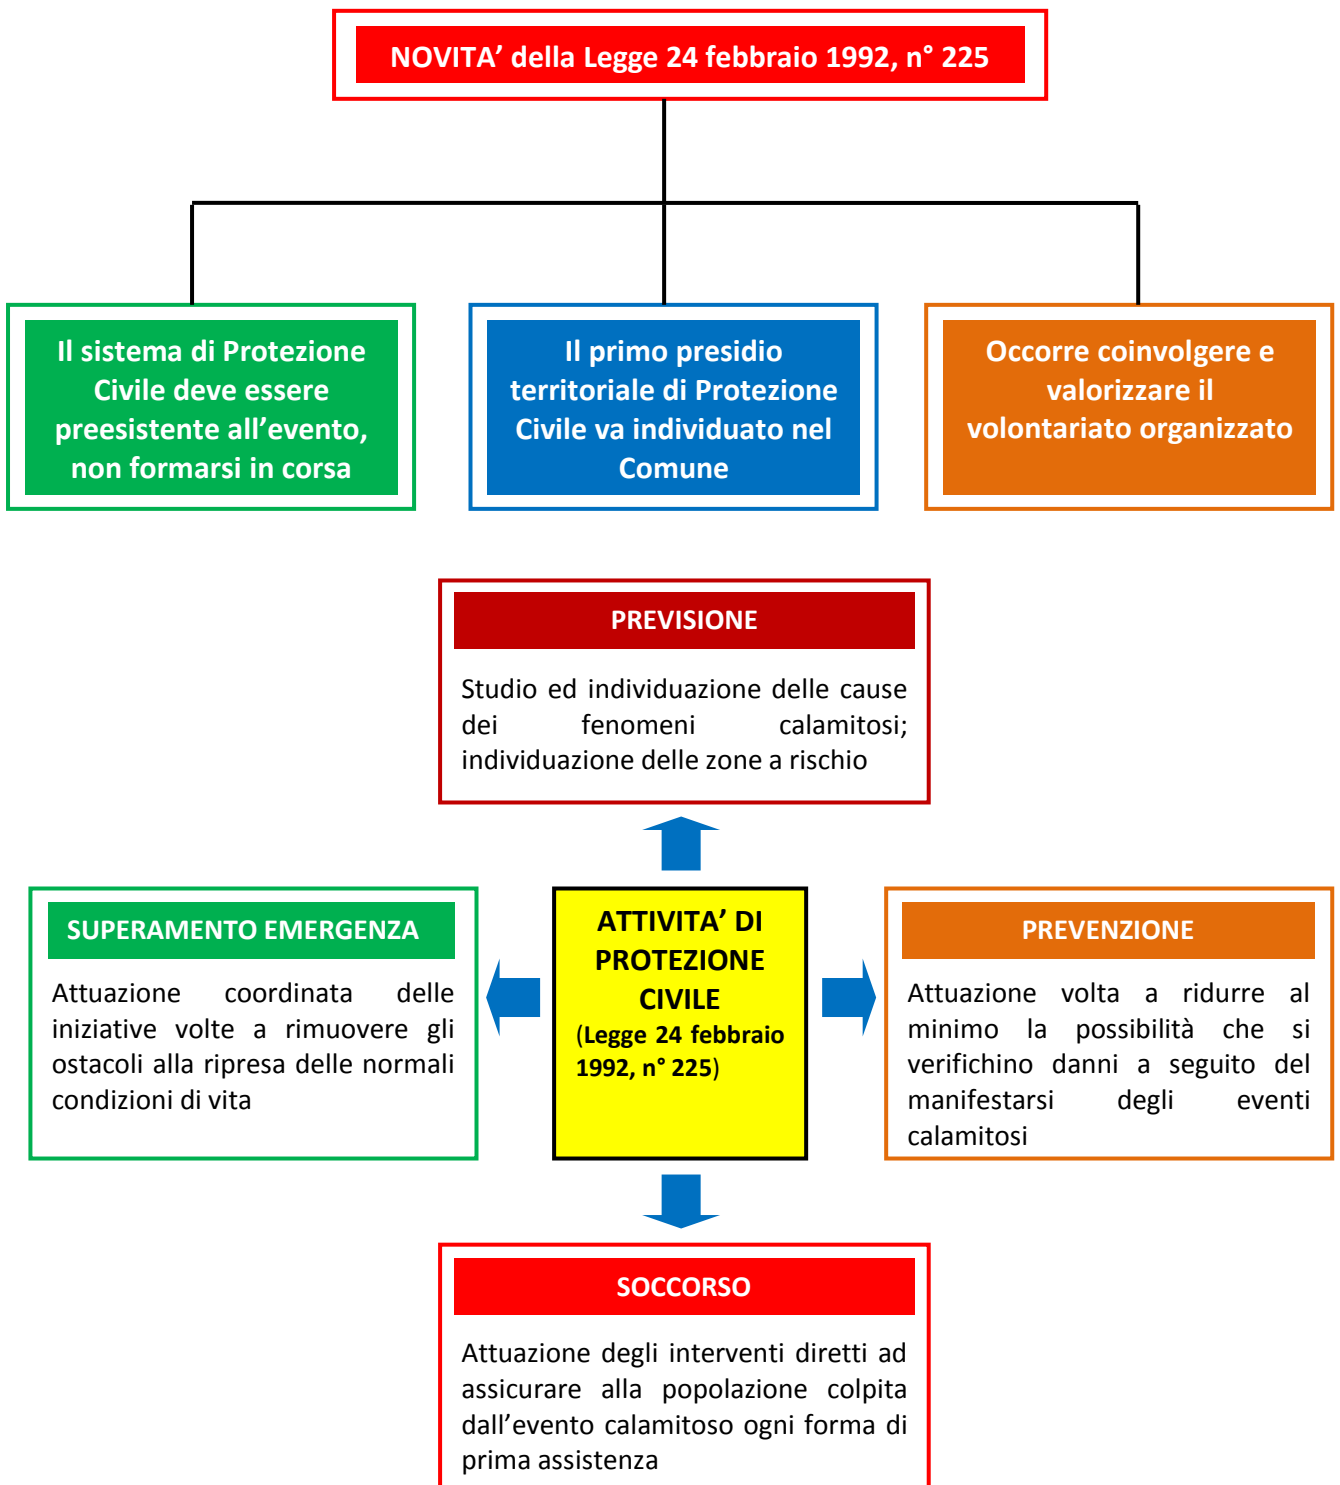 NOVITA’ della Legge 24 febbraio 1992, n° 225
Il sistema di Protezione
Civile deve essere
preesistente all’evento,
non formarsi in corsa
Il primo presidio
territoriale di Protezione
Civile va individuato nel
Comune
Occorre coinvolgere e
valorizzare il
volontariato organizzato
PREVISIONE
Studio ed individuazione delle cause
dei fenomeni calamitosi;
individuazione delle zone a rischio
SUPERAMENTO EMERGENZA
Attuazione coordinata delle
iniziative volte a rimuovere gli
ostacoli alla ripresa delle normali
condizioni di vita
ATTIVITA’ DI
PROTEZIONE
CIVILE
(Legge 24 febbraio
1992, n° 225)
PREVENZIONE
Attuazione volta a ridurre al
minimo la possibilità che si
verifichino danni a seguito del
manifestarsi degli eventi
calamitosi
SOCCORSO
Attuazione degli interventi diretti ad
assicurare alla popolazione colpita
dall’evento calamitoso ogni forma di
prima assistenza